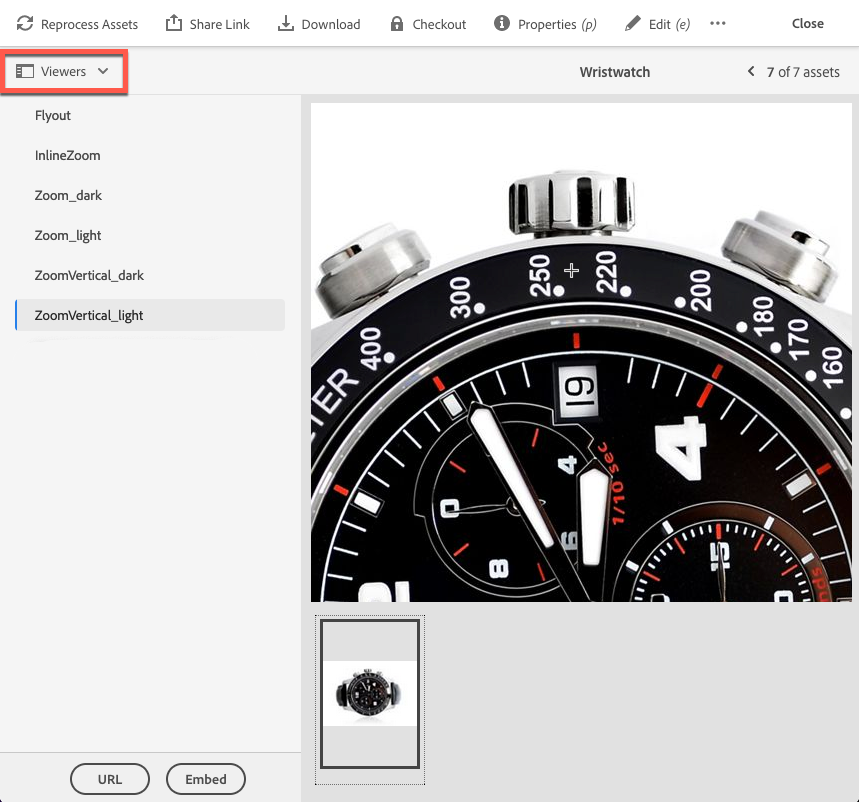 Reprocess Assets Share Link Download Checkout Properties (p) Edit (e) ••• Close
Viewers Wristwatch 7 of 7 assets
Flyout
InlineZoom
Zoom_dark
Zoom_light
ZoomVertical_dark
ZoomVertical_light
400
300
250
220
200
180
170
160
19
4
1/10 sec
4
6
8
0
2
15
0
URL Embed